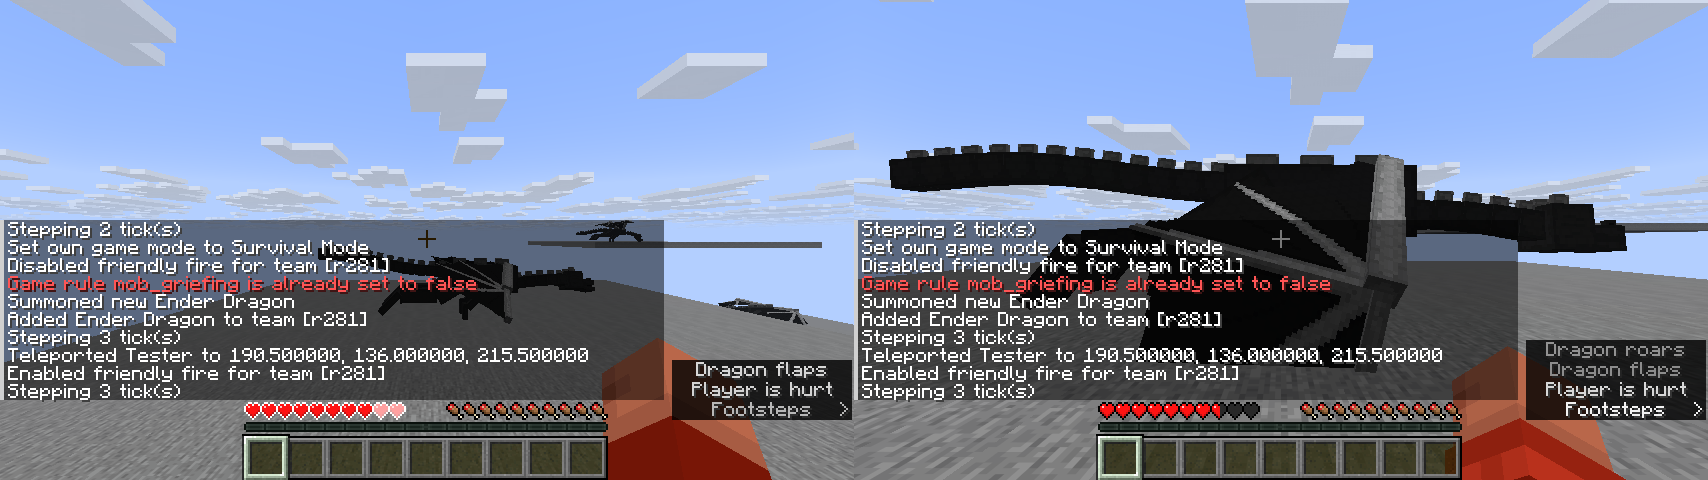 Stepping 2 tick(s)
Set own game mode to Survival Mode
Disabled friendly fire for team [r281]
Game rule mob_griefing is already set to false
Summoned new Ender Dragon
Added Ender Dragon to team [r281]
Stepping 3 tick(s)
Teleported Tester to 190.500000, 136.000000, 215.500000
Enabled friendly fire for team [r281]
Stepping 3 tick(s)
Dragon flaps
Player is hurt
Footsteps >
Stepping 2 tick(s)
Set own game mode to Survival Mode
Disabled friendly fire for team [r281]
Game rule mob_griefing is already set to false
Summoned new Ender Dragon
Added Ender Dragon to team [r281]
Stepping 3 tick(s)
Teleported Tester to 190.500000, 136.000000, 215.500000
Enabled friendly fire for team [r281]
Stepping 3 tick(s)
Dragon roars
Dragon flaps
Player is hurt
Footsteps >